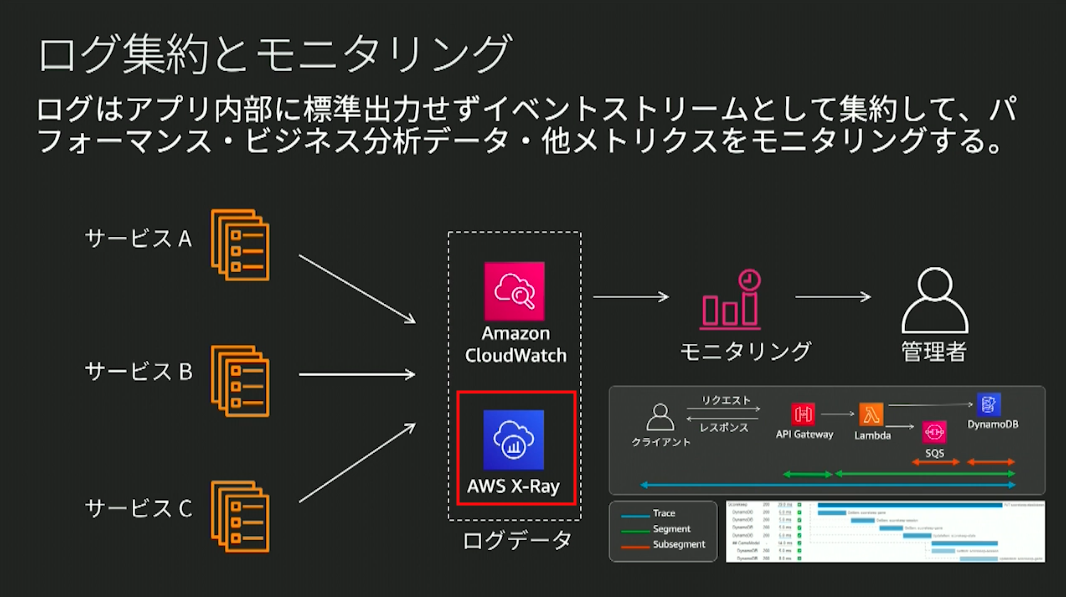 ログ集約とモニタリング
ログはアプリ内部に標準出力せずイベントストリームとして集約して、パ
フォーマンス・ビジネス分析データ・他メトリクスをモニタリングする。
サービス A
サービス B
サービス C
Amazon
CloudWatch
AWS X-Ray
ログデータ
モニタリング
管理者
クライアント
リクエスト
レスポンス
API Gateway
Lambda
SQS
DynamoDB
Trace
Segment
Subsegment
DynamoDB
DynamoDB
DynamoDB
DynamoDB
DynamoDB
DynamoDB